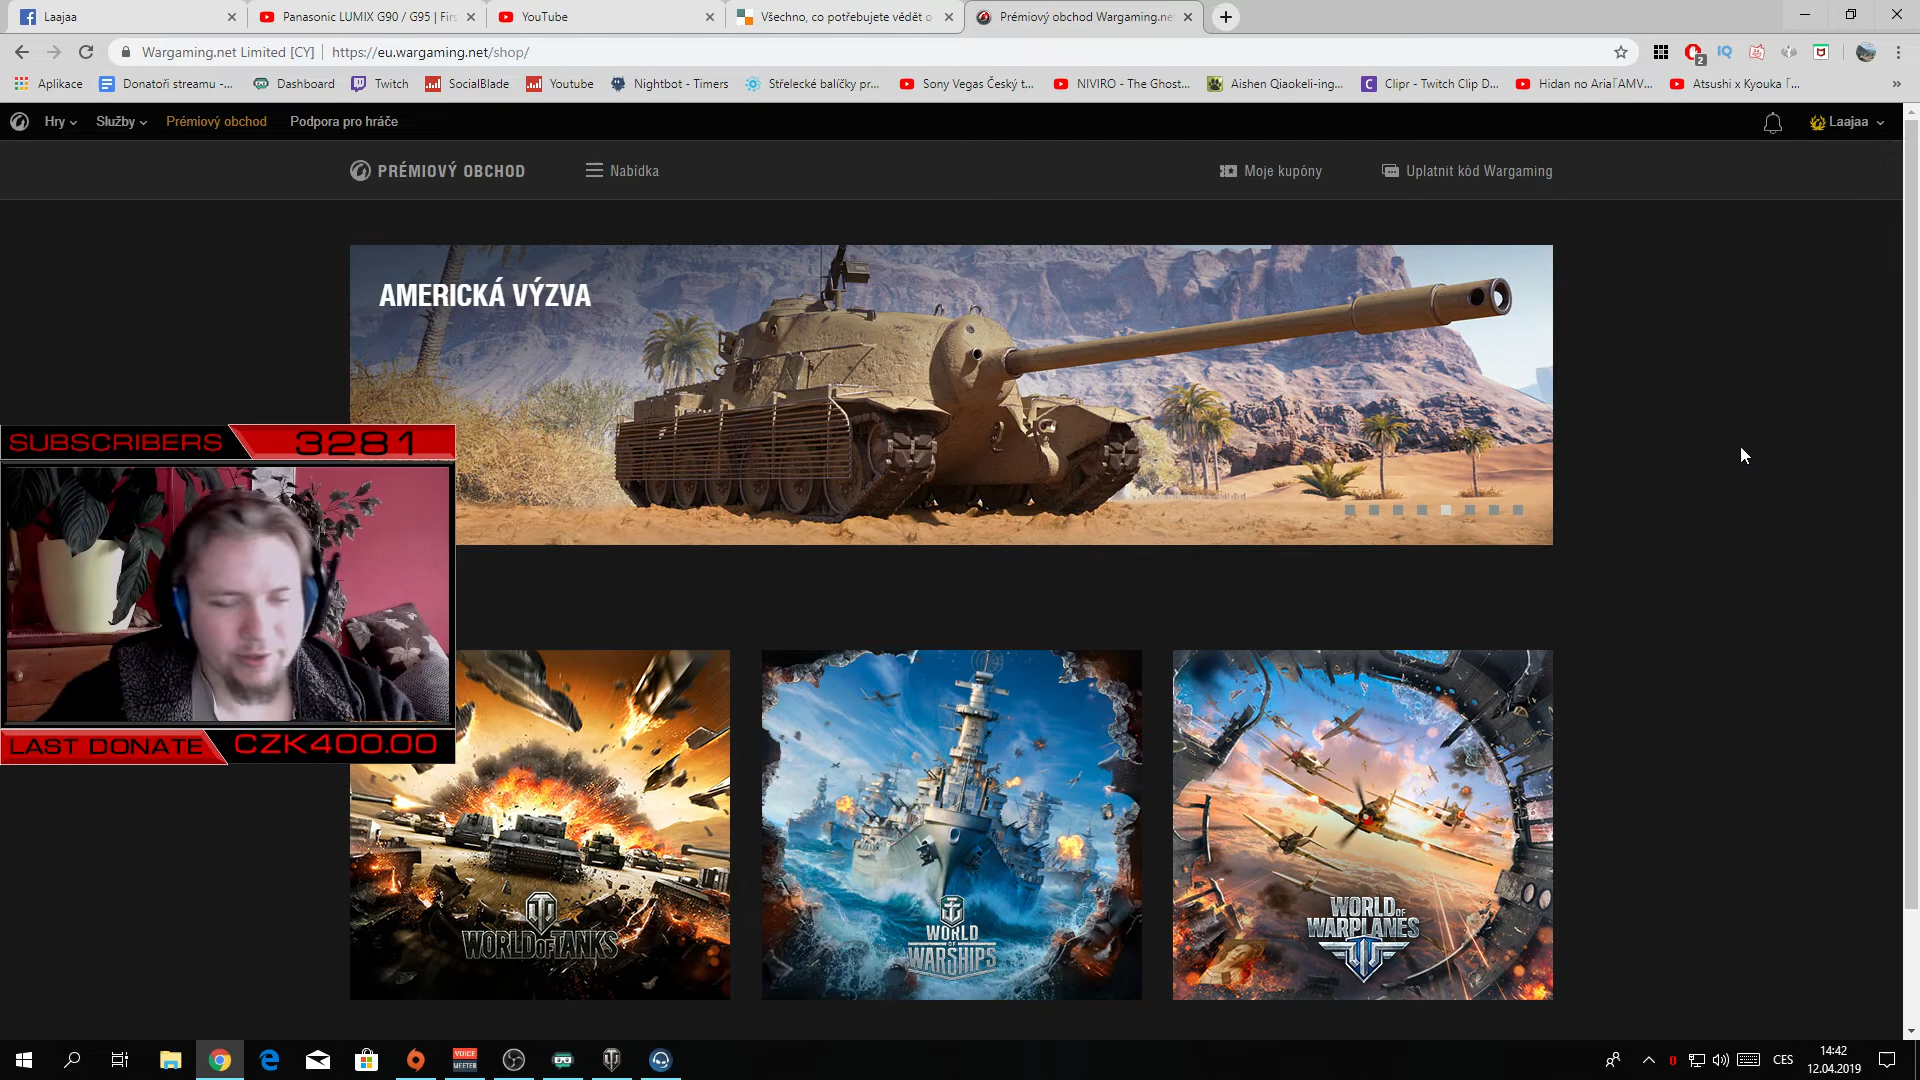 Laajaa
Panasonic LUMIX G90 / G95 | Firs
YouTube
Všechno, co potřebujete vědět o
Prémiový obchod Wargaming.ne
Wargaming.net Limited [CY]
https://eu.wargaming.net/shop/
2
Aplikace
Donatoři streamu -...
Dashboard
Twitch
SocialBlade
Youtube
Nightbot - Timers
Střelecké balíčky pr...
Sony Vegas Český t...
NIVIRO - The Ghost...
Aishen Qiaokeli-ing...
Clipr - Twitch Clip D...
Hidan no Aria「AMV...
Atsushi x Kyouka「...
Hry
Služby
Prémiový obchod
Podpora pro hráče
Laajaa
PRÉMIOVÝ OBCHOD
Nabídka
Moje kupóny
Uplatnit kód Wargaming
AMERICKÁ VÝZVA
SUBSCRIBERS
3281
LAST DONATE
CZK400.00
WORLD OF TANKS
WORLD
OF
WARSHIPS
WORLD OF
WARPLANES
VOICE
MEETER
CES
14:42
12.04.2019